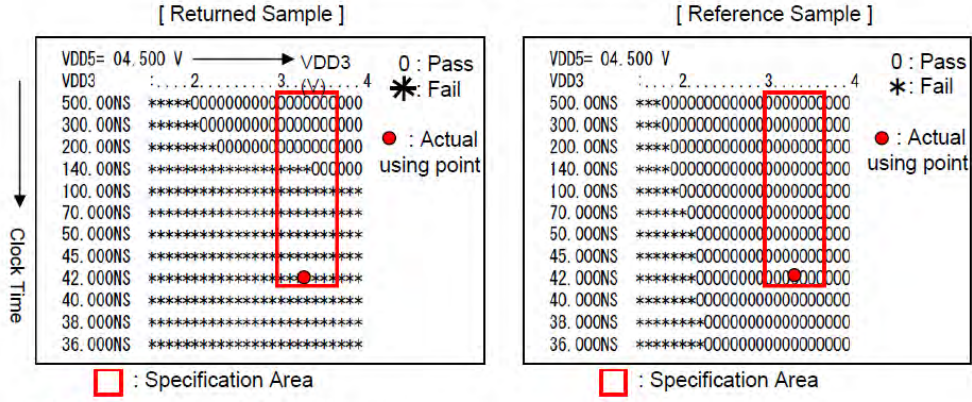 [ Returned Sample ]
VDD5= 04.500 V → VDD3 (V)
VDD3 :....2.........3.........4
500.00NS *****0000000000000000000
300.00NS ******000000000000000000
200.00NS ********0000000000000000
140.00NS ******************000000
100.00NS ************************
70.000NS ************************
50.000NS ************************
45.000NS ************************
42.000NS ************************
40.000NS ************************
38.000NS ************************
36.000NS ************************
0 : Pass
*: Fail
: Actual
using point
Clock Time
: Specification Area
[ Reference Sample ]
VDD5= 04.500 V
VDD3 :....2.........3.........4
500.00NS ***000000000000000000000
300.00NS ***000000000000000000000
200.00NS ***000000000000000000000
140.00NS ****00000000000000000000
100.00NS *****0000000000000000000
70.000NS ******000000000000000000
50.000NS *******00000000000000000
45.000NS *******00000000000000000
42.000NS *******00000000000000000
40.000NS *******00000000000000000
38.000NS ********0000000000000000
36.000NS ********0000000000000000
0 : Pass
*: Fail
: Actual
using point
: Specification Area